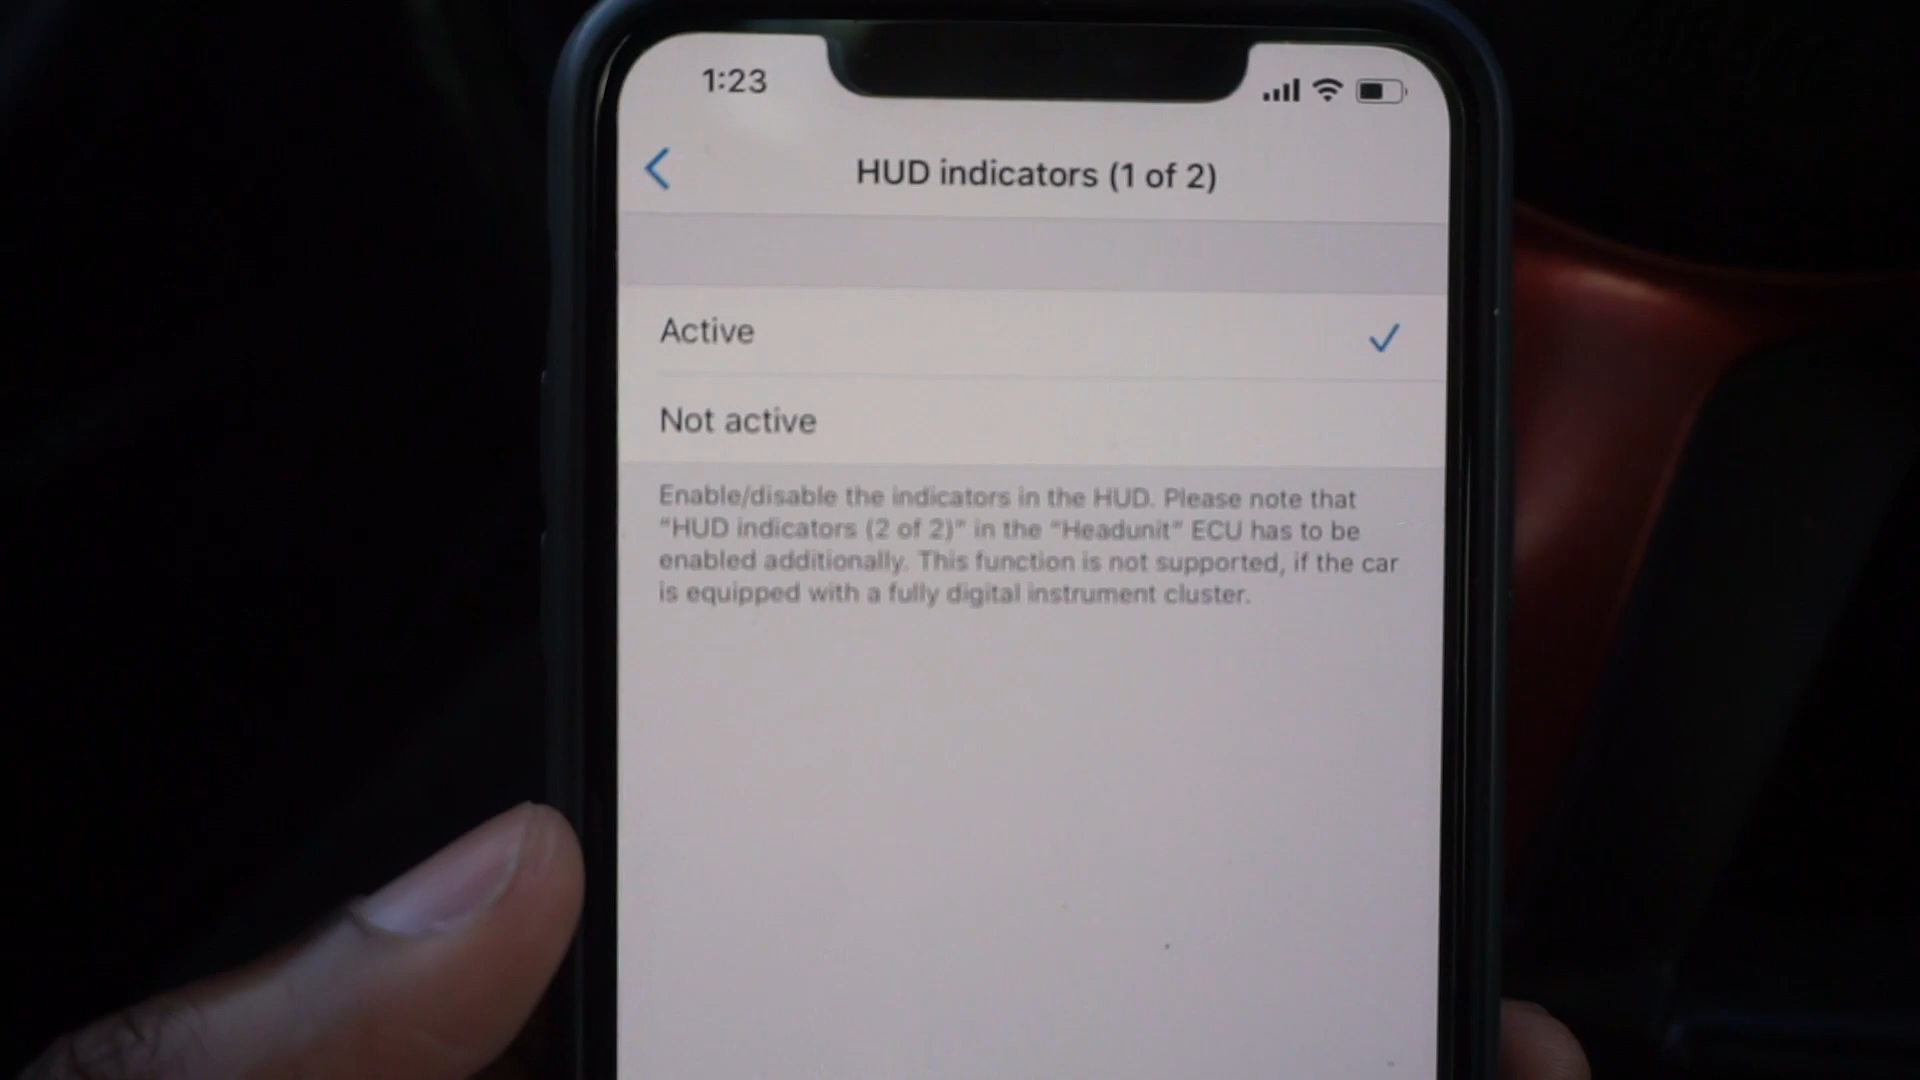 1:23
HUD indicators (1 of 2)
Active
Not active
Enable/disable the indicators in the HUD. Please note that
“HUD indicators (2 of 2)” in the “Headunit” ECU has to be
enabled additionally. This function is not supported, if the car
is equipped with a fully digital instrument cluster.